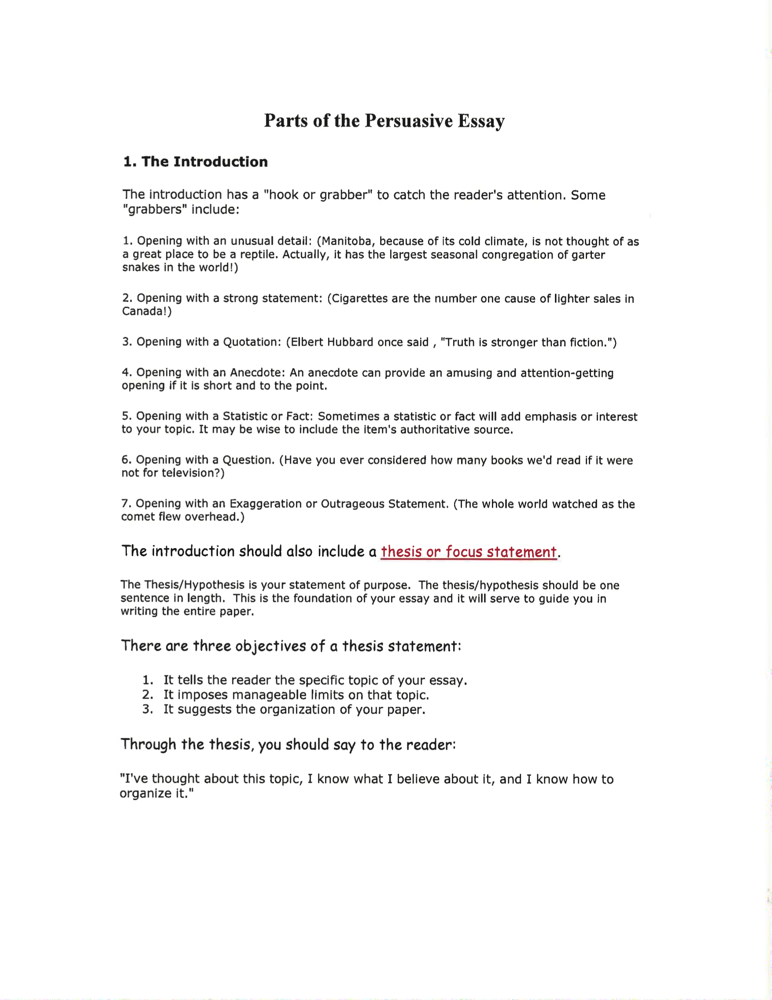 Parts of the Persuasive Essay
1. The Introduction
The introduction has a "hook or grabber" to catch the reader's attention. Some
"grabbers" include:
1. Opening with an unusual detail: (Manitoba, because of its cold climate, is not thought of as
a great place to be a reptile. Actually, it has the largest seasonal congregation of garter
snakes in the world!)
2. Opening with a strong statement: (Cigarettes are the number one cause of lighter sales in
Canada!)
3. Opening with a Quotation: (Elbert Hubbard once said , "Truth is stronger than fiction.")
4. Opening with an Anecdote: An anecdote can provide an amusing and attention-getting
opening if it is short and to the point.
5. Opening with a Statistic or Fact: Sometimes a statistic or fact will add emphasis or interest
to your topic. It may be wise to include the item's authoritative source.
6. Opening with a Question. (Have you ever considered how many books we'd read if it were
not for television?)
7. Opening with an Exaggeration or Outrageous Statement. (The whole world watched as the
comet flew overhead.)
The introduction should also include a thesis or focus statement.
The Thesis/Hypothesis is your statement of purpose.  The thesis/hypothesis should be one
sentence in length.  This is the foundation of your essay and it will serve to guide you in
writing the entire paper.
There are three objectives of a thesis statement:
1. It tells the reader the specific topic of your essay.
2. It imposes manageable limits on that topic.
3. It suggests the organization of your paper.
Through the thesis, you should say to the reader:
"I've thought about this topic, I know what I believe about it, and I know how to
organize it."